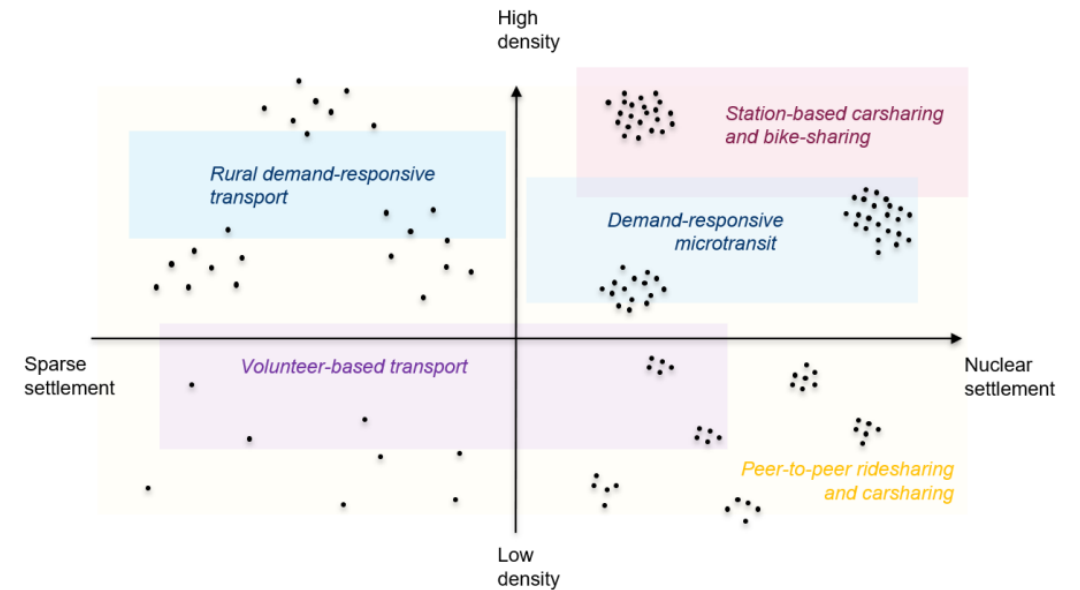 High
density
Station-based carsharing
and bike-sharing
Rural demand-responsive
transport
Demand-responsive
microtransit
Sparse
settlement
Volunteer-based transport
Nuclear
settlement
Peer-to-peer ridesharing
and carsharing
Low
density